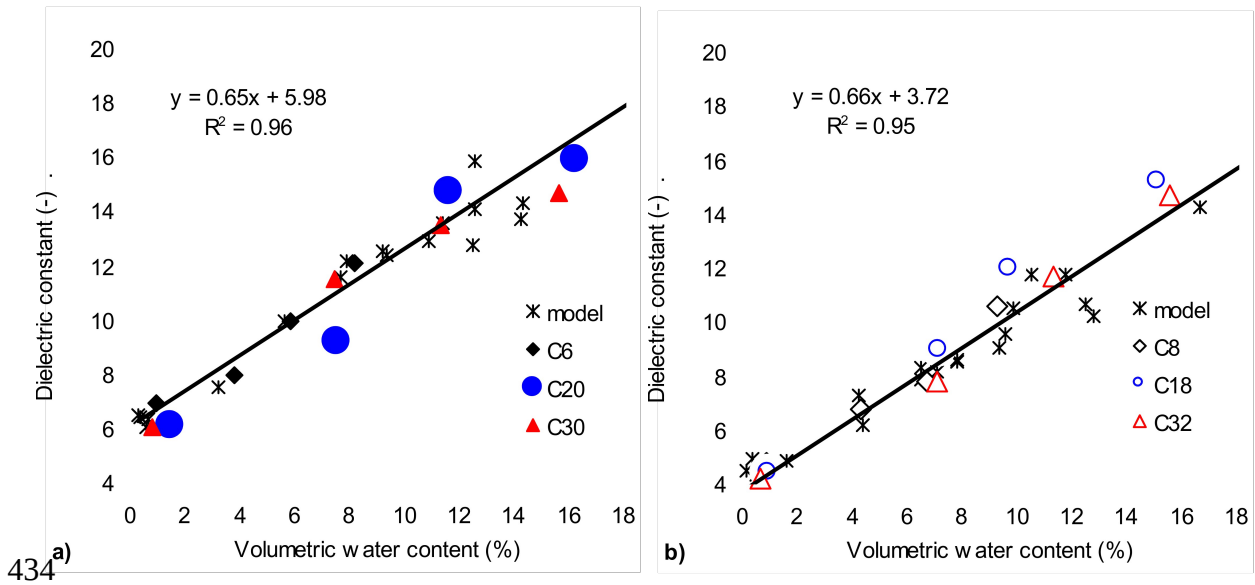 20
y = 0.65x + 5.98
18
R² = 0.96
16
14
12
10
8
6
4
Dielectric constant (-) .
model
C6
C20
C30
0 2 4 6 8 10 12 14 16 18
Volumetric w ater content (%)
a)
434
20
y = 0.66x + 3.72
18
R² = 0.95
16
14
12
10
8
6
4
Dielectric constant (-) .
model
C8
C18
C32
0 2 4 6 8 10 12 14 16 18
Volumetric w ater content (%)
b)